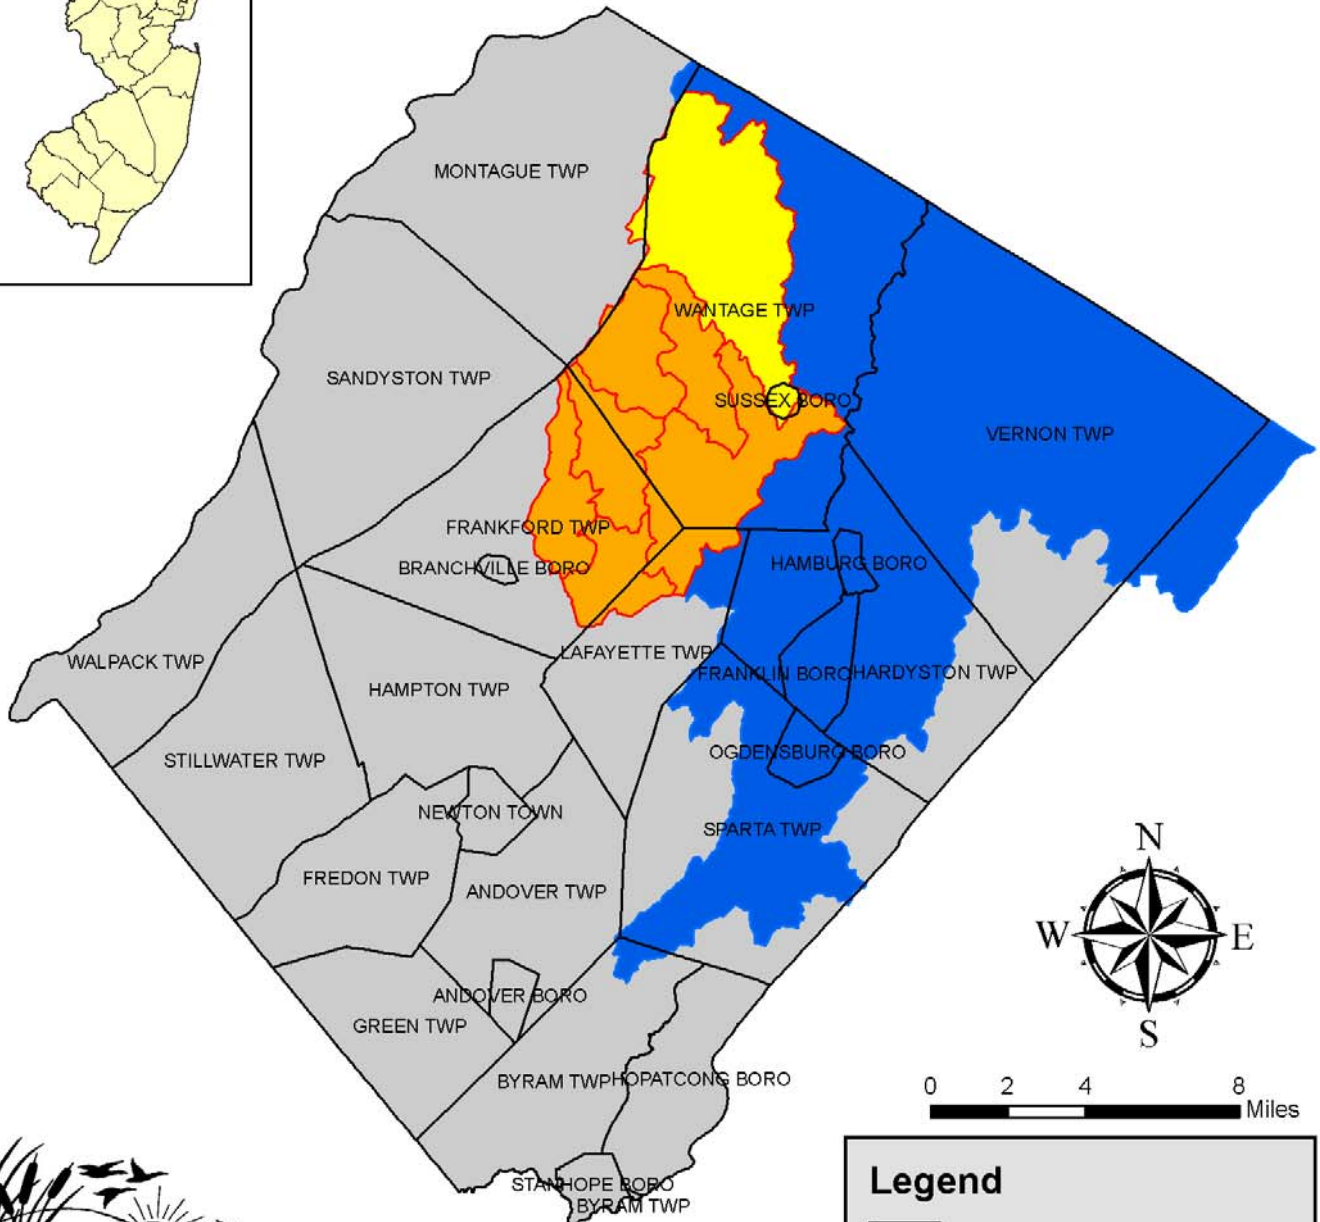 MONTAGUE TWP
WANTAGE TWP
SANDYSTON TWP
SUSSEX BORO
VERNON TWP
FRANKFORD TWP
BRANCHVILLE BORO
HAMBURG BORO
WALPACK TWP
LAFAYETTE TWP
FRANKLIN BORO
HARDYSTON TWP
HAMPTON TWP
STILLWATER TWP
OGDENSBURG BORO
NEWTON TOWN
SPARTA TWP
FREDON TWP
ANDOVER TWP
N
W
E
S
ANDOVER BORO
GREEN TWP
BYRAM TWP
HOPATCONG BORO
0 2 4 8
Miles
Legend
STANHOPE BORO
BYRAM TWP